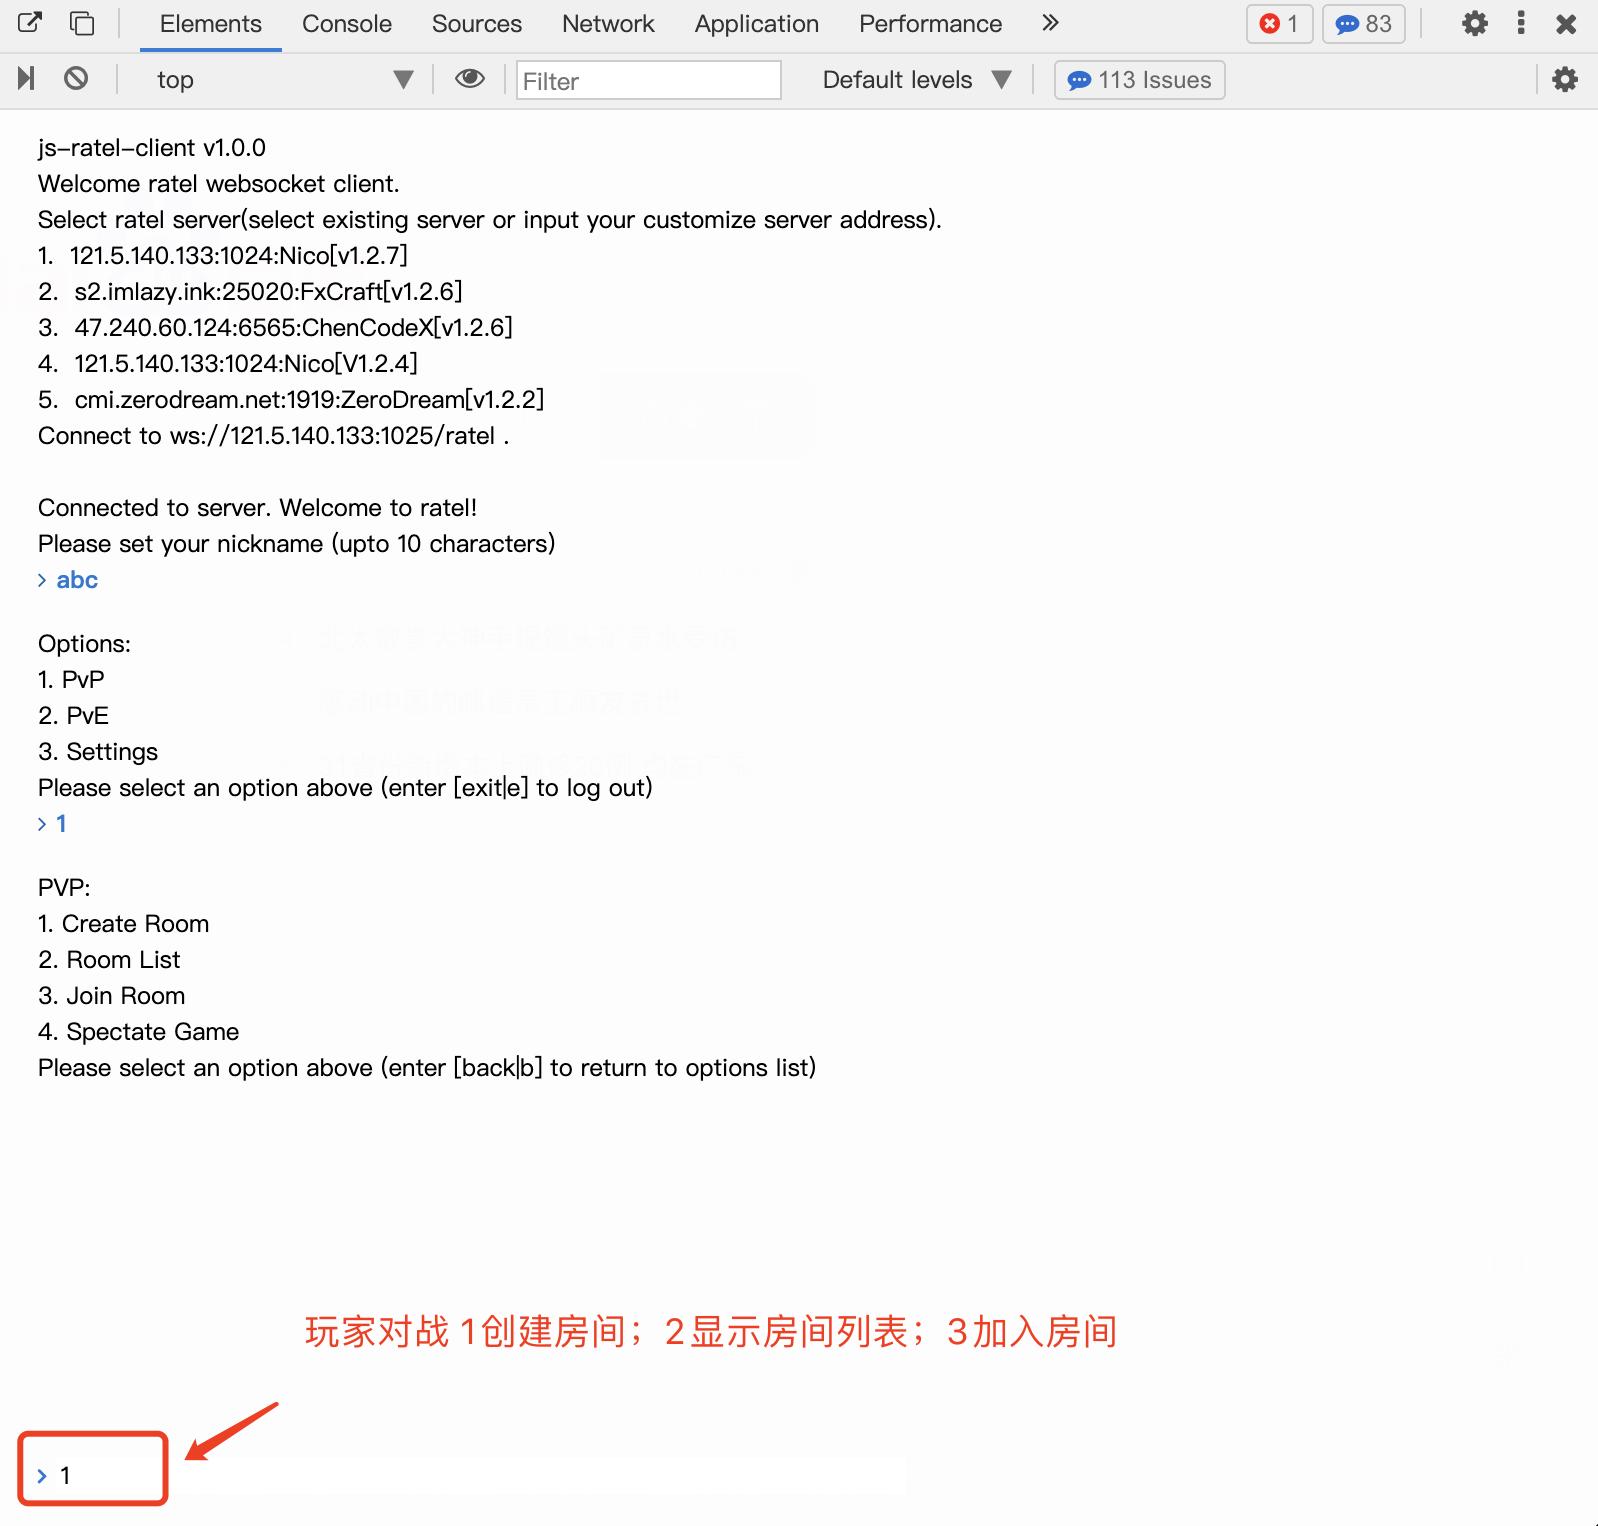 Elements Console Sources Network Application Performance » 1 83
top Filter Default levels 113 Issues
js-ratel-client v1.0.0
Welcome ratel websocket client.
Select ratel server(select existing server or input your customize server address).
1. 121.5.140.133:1024:Nico[v1.2.7]
2. s2.imlazy.ink:25020:FxCraft[v1.2.6]
3. 47.240.60.124:6565:ChenCodeX[v1.2.6]
4. 121.5.140.133:1024:Nico[V1.2.4]
5. cmi.zerodream.net:1919:ZeroDream[v1.2.2]
Connect to ws://121.5.140.133:1025/ratel .
Connected to server. Welcome to ratel!
Please set your nickname (upto 10 characters)
> abc
Options:
1. PvP
2. PvE
3. Settings
Please select an option above (enter [exit|e] to log out)
> 1
PVP:
1. Create Room
2. Room List
3. Join Room
4. Spectate Game
Please select an option above (enter [back|b] to return to options list)
玩家对战 1创建房间；2显示房间列表；3加入房间
> 1